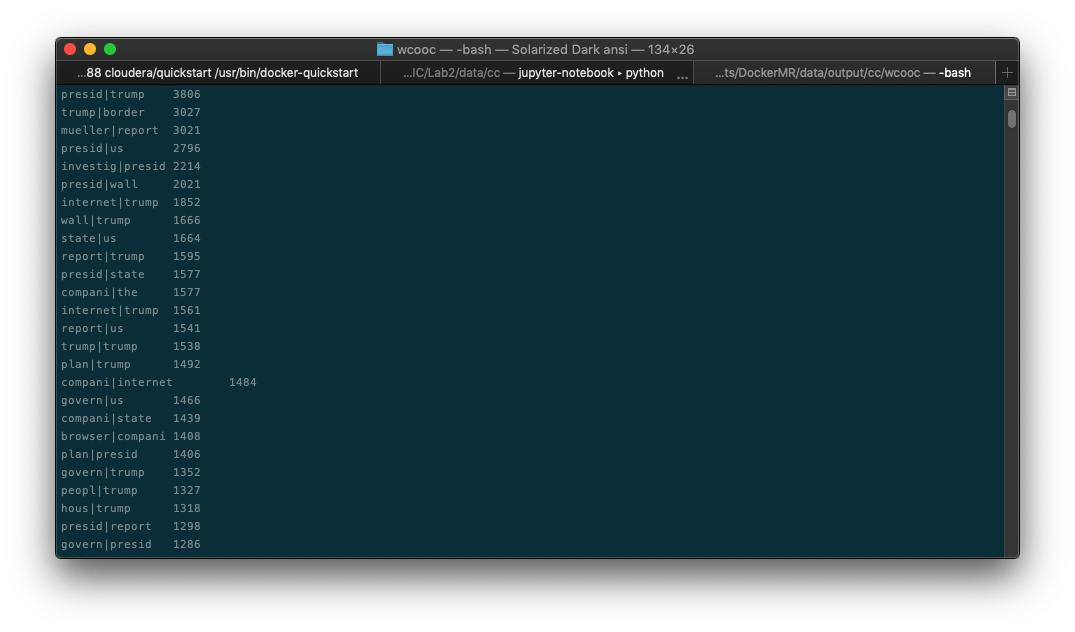 wcooc — -bash — Solarized Dark ansi — 134×26
...88 cloudera/quickstart /usr/bin/docker-quickstart ...IC/Lab2/data/cc — jupyter-notebook ▸ python ... ...ts/DockerMR/data/output/cc/wcooc — -bash +
presid|trump 3806
trump|border 3027
mueller|report 3021
presid|us 2796
investig|presid 2214
presid|wall 2021
internet|trump 1852
wall|trump 1666
state|us 1664
report|trump 1595
presid|state 1577
compani|the 1577
internet|trump 1561
report|us 1541
trump|trump 1538
plan|trump 1492
compani|internet 1484
govern|us 1466
compani|state 1439
browser|compani 1408
plan|presid 1406
govern|trump 1352
peopl|trump 1327
hous|trump 1318
presid|report 1298
govern|presid 1286